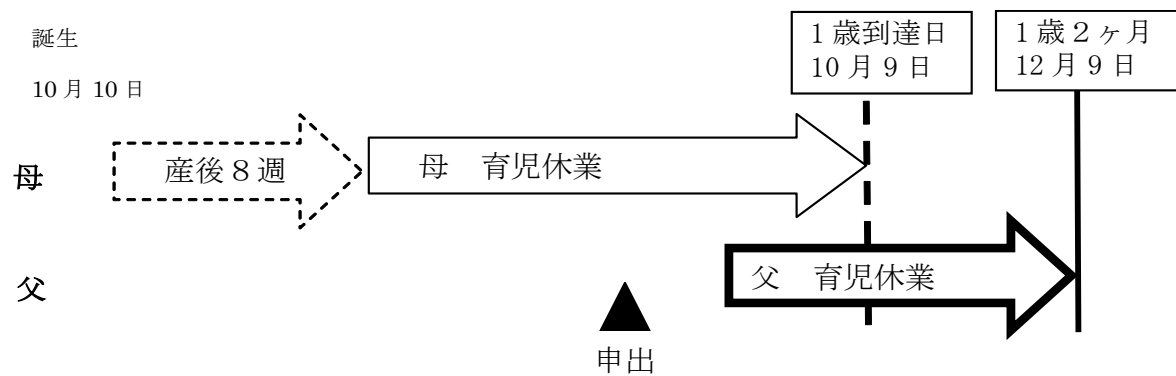 誕生
10月10日
1歳到達日
10月9日
1歳2ヶ月
12月9日
母
産後8週
母 育児休業
父
父 育児休業
申出